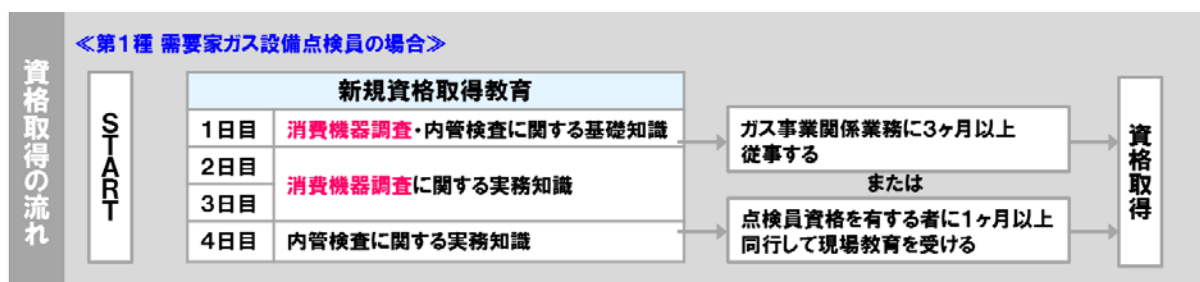 資格取得の流れ
≪第1種 需要家ガス設備点検員の場合≫
START
新規資格取得教育
1日目 消費機器調査・内管検査に関する基礎知識
2日目
3日目
消費機器調査に関する実務知識
4日目 内管検査に関する実務知識
ガス事業関係業務に3ヶ月以上
従事する
または
点検員資格を有する者に1ヶ月以上
同行して現場教育を受ける
資格取得